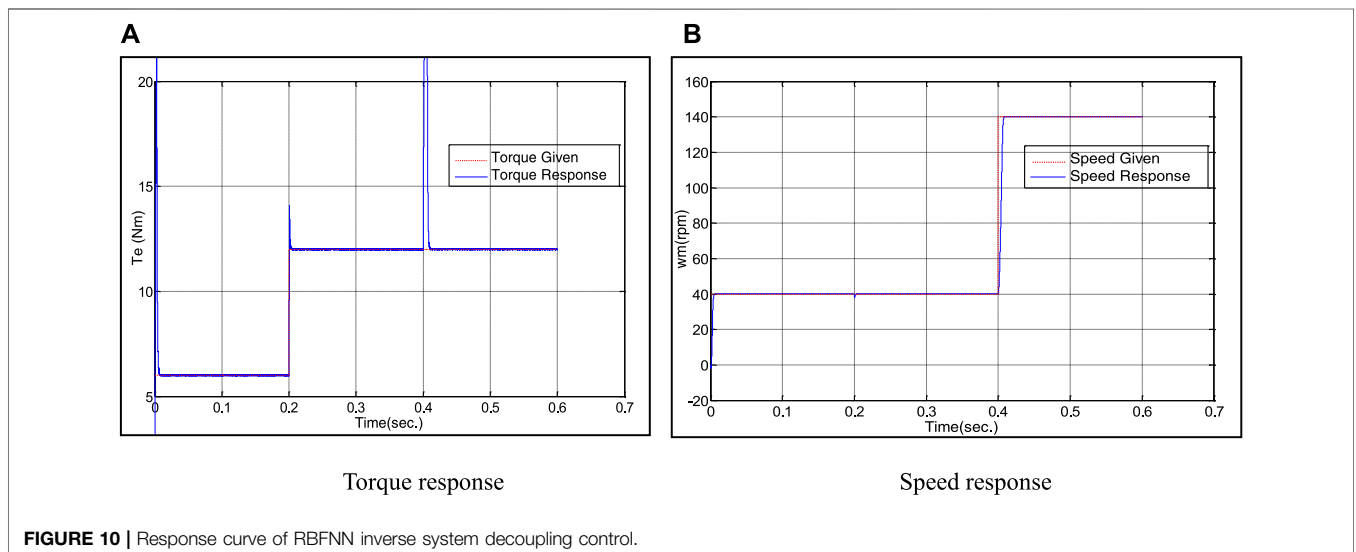 A
B
20
15
10
5
Te (Nm)
Torque Given
Torque Response
0
0.1
0.2
0.3
0.4
0.5
0.6
0.7
Time(sec.)
160
140
120
100
80
60
40
20
0
-20
wm(rpm)
Speed Given
Speed Response
0
0.1
0.2
0.3
0.4
0.5
0.6
0.7
Time(sec.)
Torque response
Speed response
FIGURE 10 | Response curve of RBFNN inverse system decoupling control.